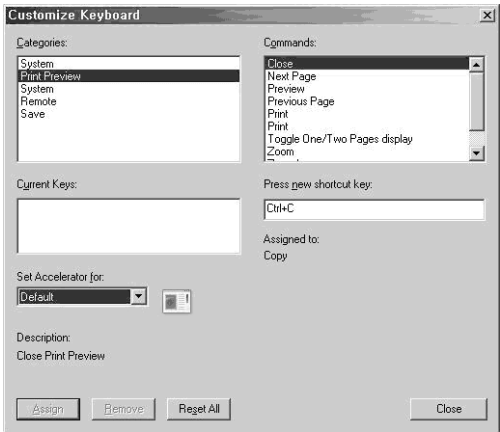 Customize Keyboard
Categories:
System
Print Preview
System
Remote
Save
Commands:
Close
Next Page
Preview
Previous Page
Print
Print
Toggle One/Two Pages display
Zoom
Current Keys:
Press new shortcut key:
Ctrl+C
Assigned to:
Copy
Set Accelerator for:
Default
Description:
Close Print Preview
Assign
Remove
Reset All
Close